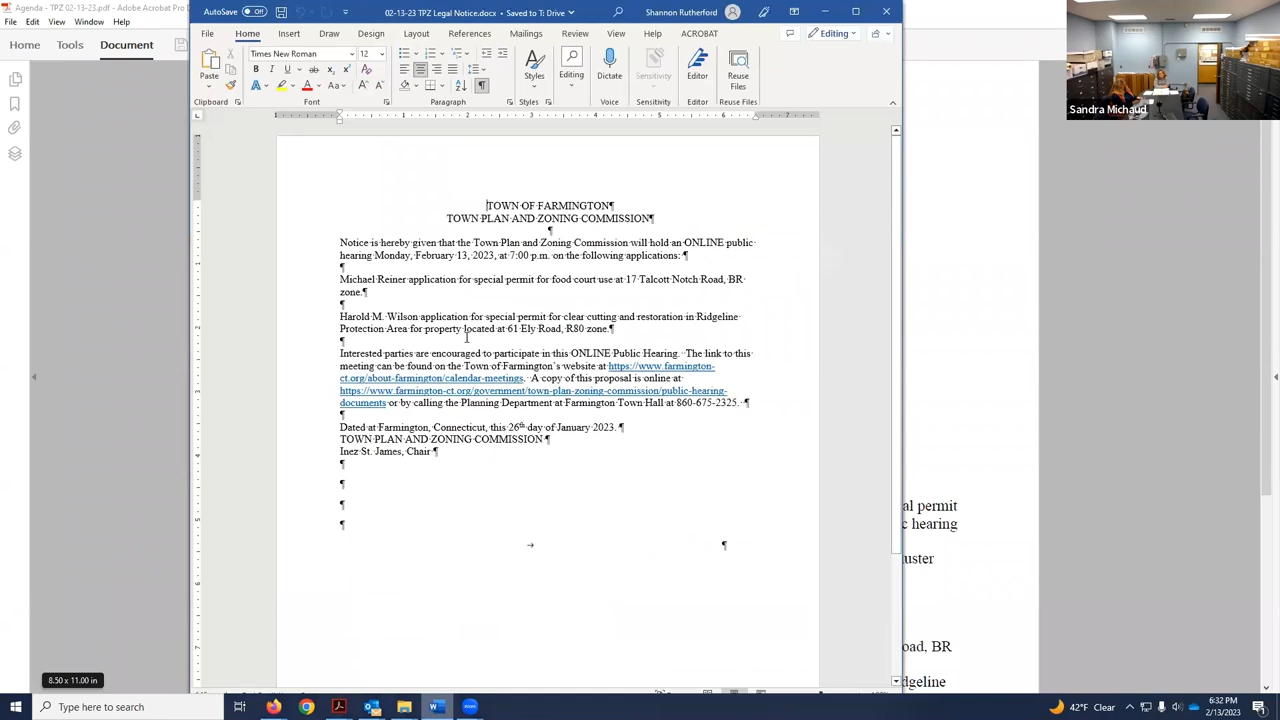 Agenda - TPZ 02-13-23.pdf - Adobe Acrobat Pro D
AutoSave Off
02-13-23 TPZ Legal Notice.docx • Saved to T: Drive
Shannon Rutherford
File Edit View Window Help
File Home Insert Draw Design Layout References Mailings Review View Help ACROBAT
Editing
Home Tools Document
Times New Roman 12
Paste
Styles
Editing
Dictate
Sensitivity
Editor
Reuse Files
Clipboard Font Paragraph Styles Voice Sensitivity Editor Reuse Files
Sandra Michaud
TOWN OF FARMINGTON¶
TOWN PLAN AND ZONING COMMISSION¶
¶
Notice is hereby given that the Town Plan and Zoning Commission will hold an ONLINE public
hearing Monday, February 13, 2023, at 7:00 p.m. on the following applications: ¶
¶
Michael Reiner application for special permit for food court use at 17 Talcott Notch Road, BR
zone.¶
¶
Harold M. Wilson application for special permit for clear cutting and restoration in Ridgeline
Protection Area for property located at 61 Ely Road, R80 zone.¶
¶
Interested parties are encouraged to participate in this ONLINE Public Hearing. The link to this
meeting can be found on the Town of Farmington's website at https://www.farmington-
ct.org/about-farmington/calendar-meetings. A copy of this proposal is online at
https://www.farmington-ct.org/government/town-plan-zoning-commission/public-hearing-
documents or by calling the Planning Department at Farmington Town Hall at 860-675-2325. ¶
¶
Dated at Farmington, Connecticut, this 26th day of January 2023. ¶
TOWN PLAN AND ZONING COMMISSION ¶
Inez St. James, Chair ¶
¶
¶
¶
¶
→ ¶
al permit
c hearing
luster
oad, BR
dgeline
8.50 x 11.00 in
Type here to search
42°F Clear
6:32 PM
2/13/2023